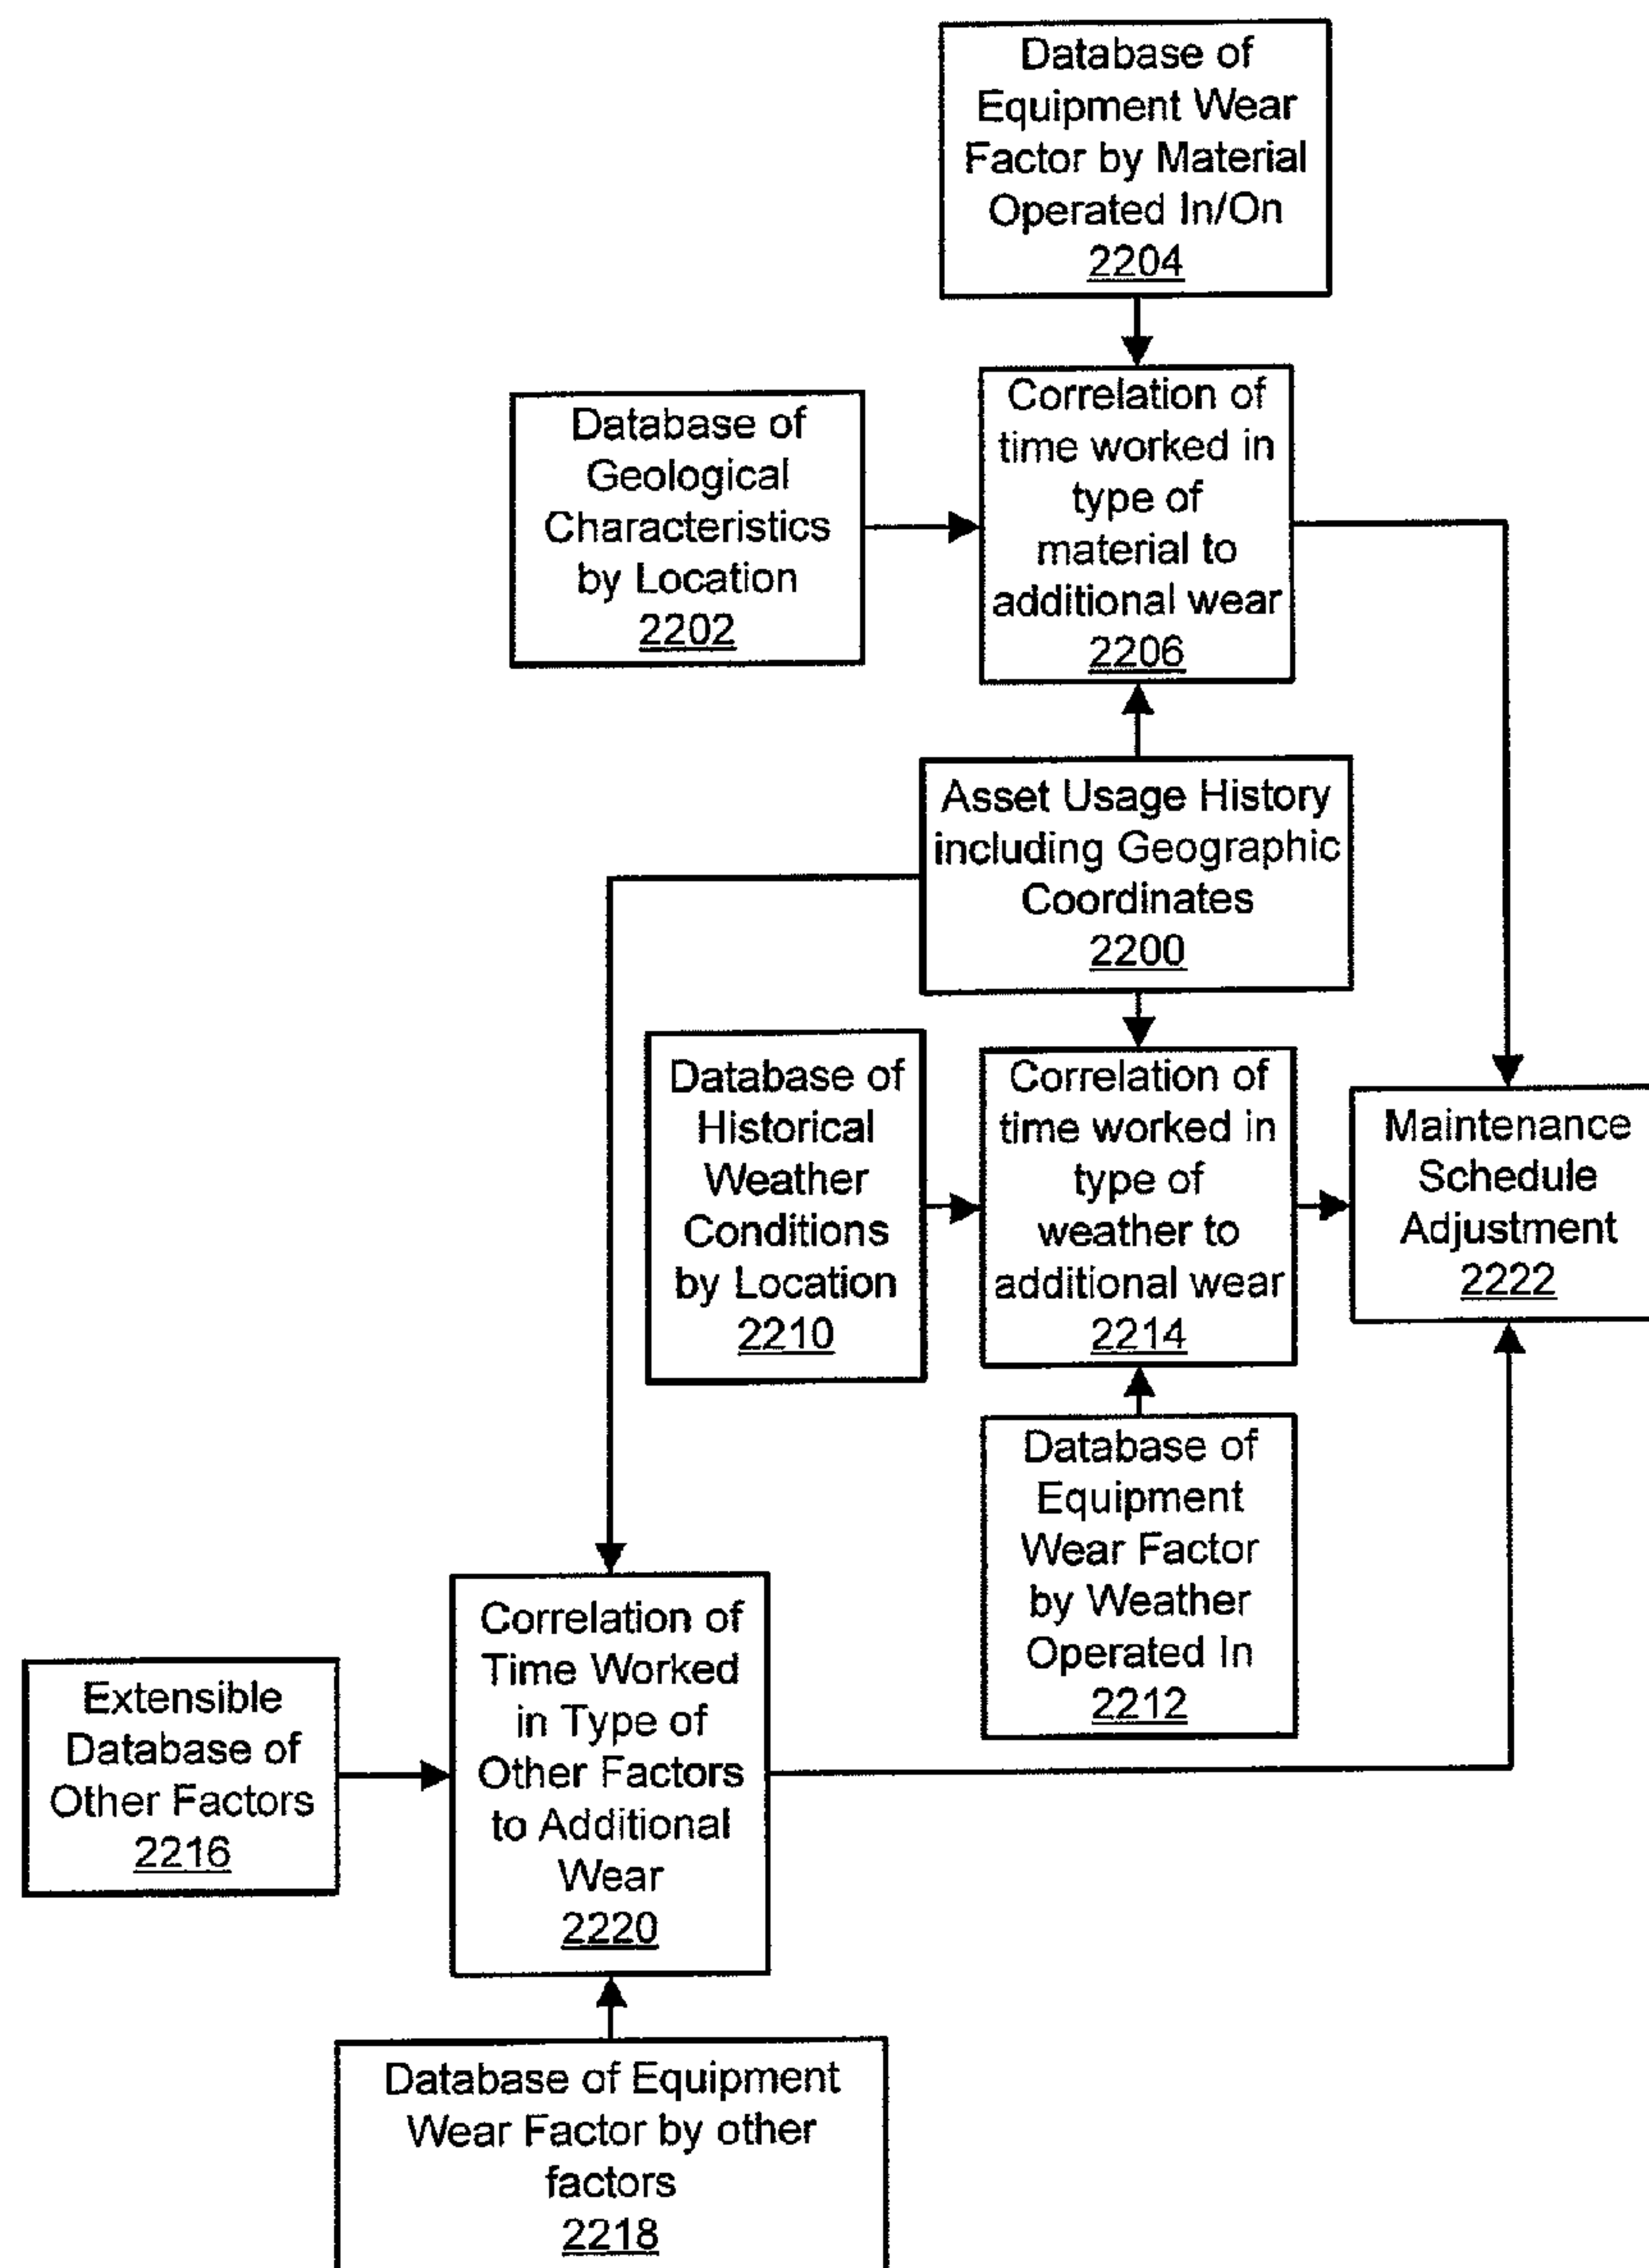 Database of
Equipment Wear
Factor by Material
Operated In/On
2204
Database of
Geological
Characteristics
by Location
2202
Correlation of
time worked in
type of
material to
additional wear
2206
Asset Usage History
including Geographic
Coordinates
2200
Database of
Historical
Weather
Conditions
by Location
2210
Correlation of
time worked in
type of
weather to
additional wear
2214
Maintenance
Schedule
Adjustment
2222
Database of
Equipment
Wear Factor
by Weather
Operated In
2212
Extensible
Database of
Other Factors
2216
Correlation of
Time Worked
in Type of
Other Factors
to Additional
Wear
2220
Database of Equipment
Wear Factor by other
factors
2218